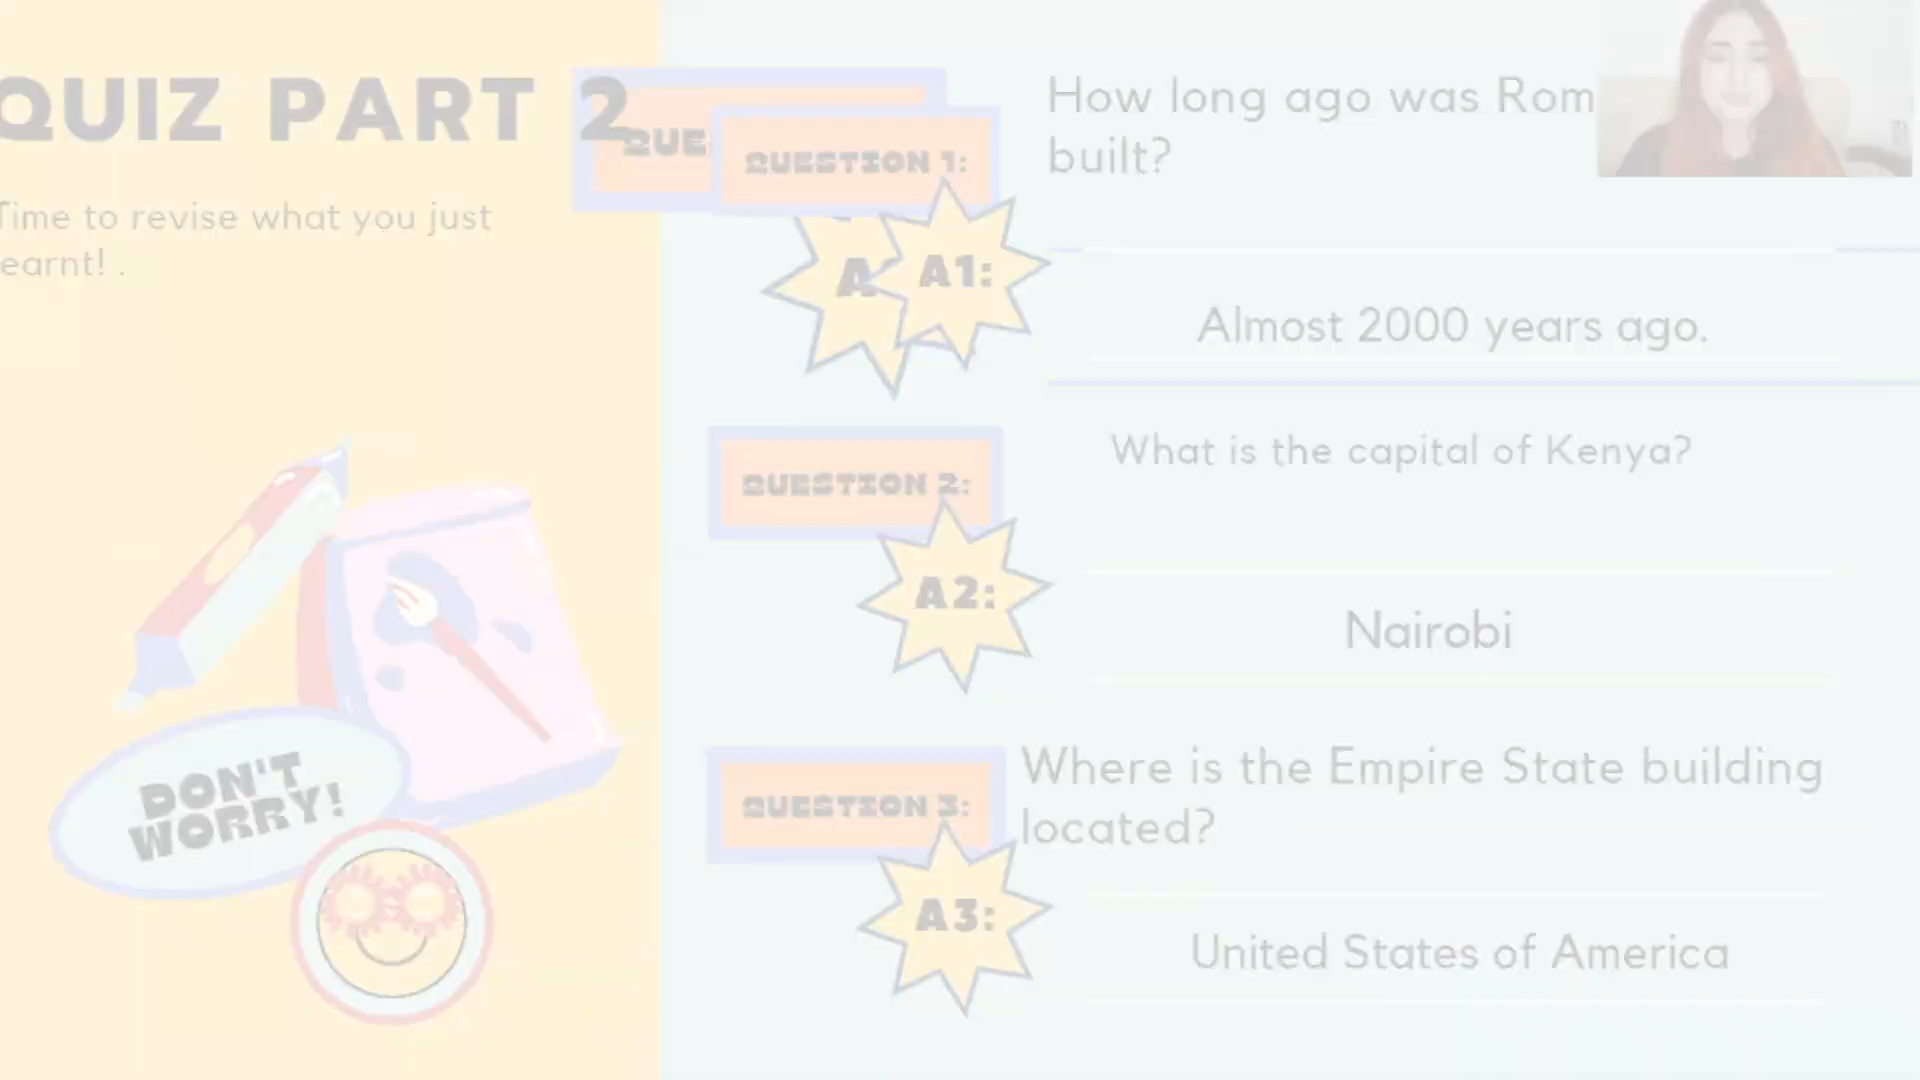 QUIZ PART 2
Time to revise what you just
earnt! .
QUE
QUESTION 1:
How long ago was Rom
built?
A
A1:
Almost 2000 years ago.
QUESTION 2:
What is the capital of Kenya?
A2:
Nairobi
QUESTION 3:
Where is the Empire State building
located?
A3:
United States of America
DON'T
WORRY!